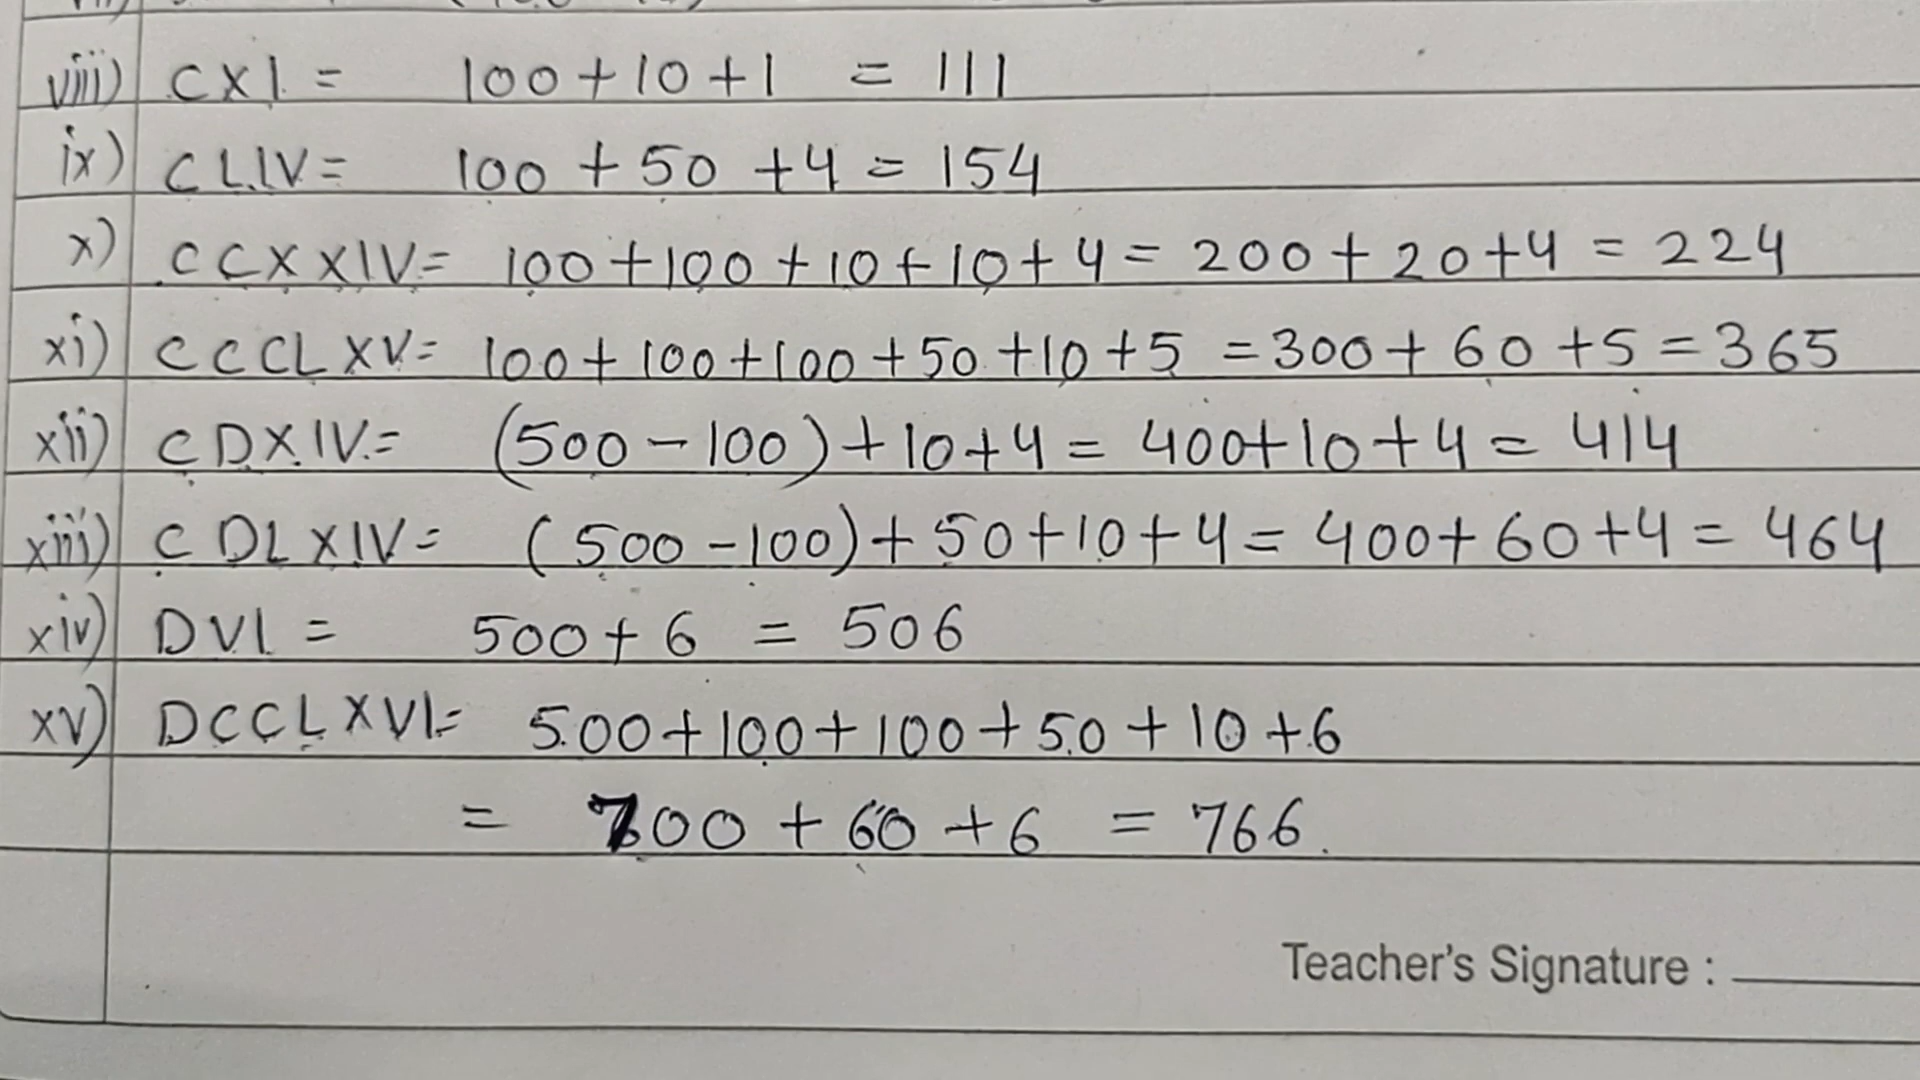 viii) CXI = 100+10+1 = 111
ix) CLIV= 100 + 50 +4 = 154
x) CCXXIV= 100+100+10+10+4 = 200+20+4 = 224
xi) CCCLXV= 100+100+100+50+10+5 =300+60+5=365
xii) CDXIV= (500-100)+10+4= 400+10+4= 414
xiii) CDLXIV= (500-100)+50+10+4= 400+60+4= 464
xiv) DVI = 500+6 = 506
xv) DCCLXVI= 500+100+100+50+10+6
= 700 + 60 +6 = 766.
Teacher's Signature :